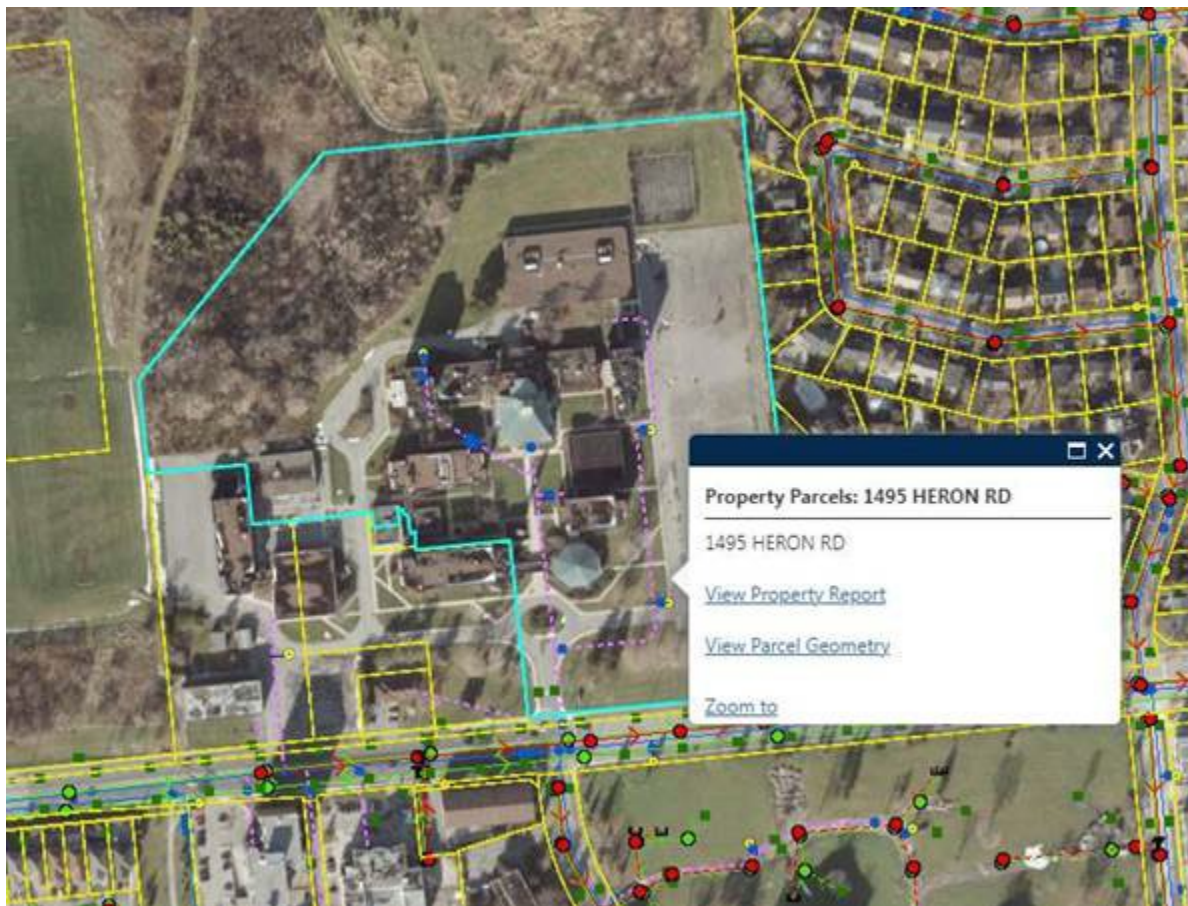 Property Parcels: 1495 HERON RD
1495 HERON RD
View Property Report
View Parcel Geometry
Zoom to